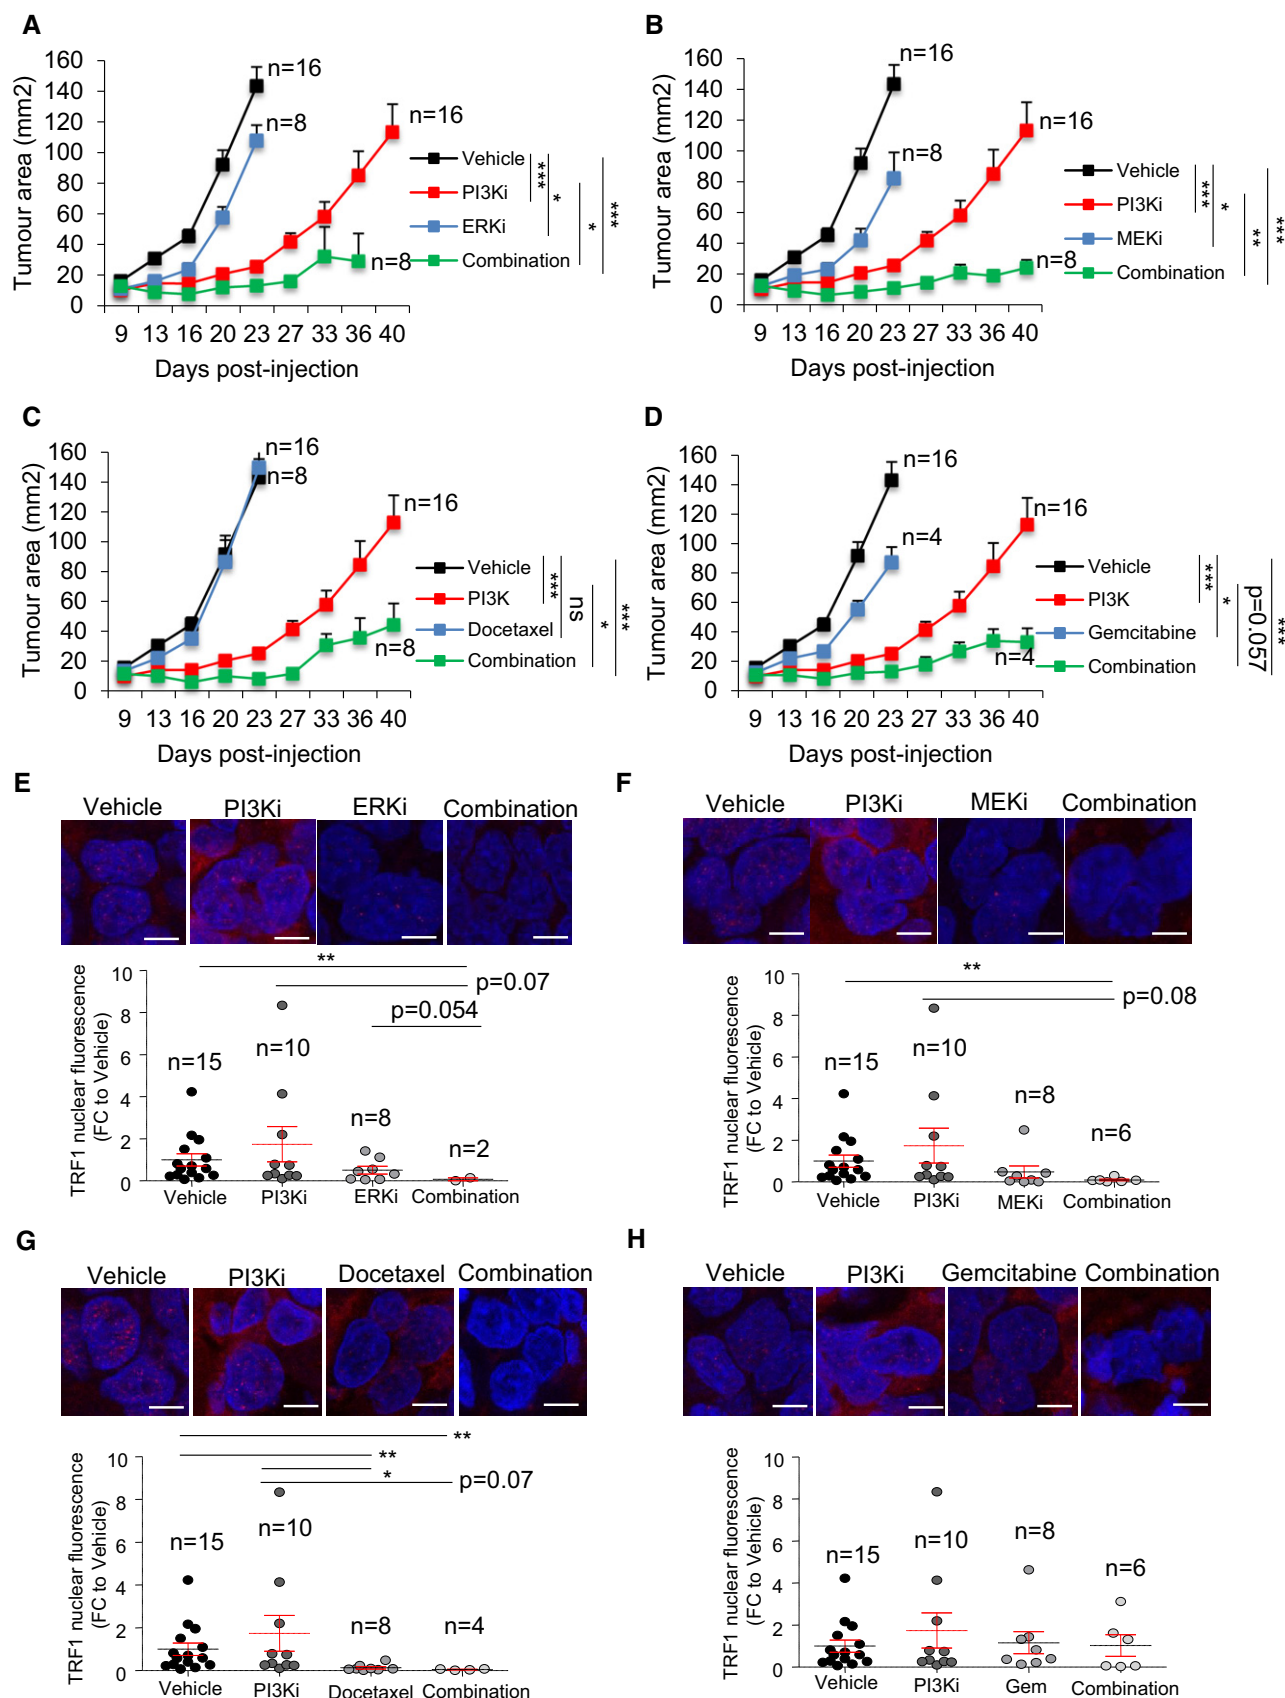 A
160
140
120
100
80
60
40
20
0
Tumour area (mm2)
n=16
n=8
n=16
n=8
Vehicle
PI3Ki
ERKi
Combination
***
*
*
***
9 13 16 20 23 27 33 36 40
Days post-injection
B
160
140
120
100
80
60
40
20
0
Tumour area (mm2)
n=16
n=8
n=16
n=8
Vehicle
PI3Ki
MEKi
Combination
***
*
**
***
9 13 16 20 23 27 33 36 40
Days post-injection
C
160
140
120
100
80
60
40
20
0
Tumour area (mm2)
n=16
n=8
n=16
n=8
Vehicle
PI3K
Docetaxel
Combination
***
ns
*
***
9 13 16 20 23 27 33 36 40
Days post-injection
D
160
140
120
100
80
60
40
20
0
Tumour area (mm2)
n=16
n=4
n=16
n=4
Vehicle
PI3K
Gemcitabine
Combination
***
*
p=0.057
***
9 13 16 20 23 27 33 36 40
Days post-injection
E
Vehicle PI3Ki ERKi Combination
**
p=0.07
p=0.054
10
8
6
4
2
0
TRF1 nuclear fluorescence
(FC to Vehicle)
n=15
n=10
n=8
n=2
Vehicle PI3Ki ERKi Combination
F
Vehicle PI3Ki MEKi Combination
**
p=0.08
10
8
6
4
2
0
TRF1 nuclear fluorescence
(FC to Vehicle)
n=15
n=10
n=8
n=6
Vehicle PI3Ki MEKi Combination
G
Vehicle PI3Ki Docetaxel Combination
**
**
*
p=0.07
10
8
6
4
2
0
TRF1 nuclear fluorescence
(FC to Vehicle)
n=15
n=10
n=8
n=4
Vehicle PI3Ki Docetaxel Combination
H
Vehicle PI3Ki Gemcitabine Combination
10
8
6
4
2
0
TRF1 nuclear fluorescence
(FC to Vehicle)
n=15
n=10
n=8
n=6
Vehicle PI3Ki Gem Combination